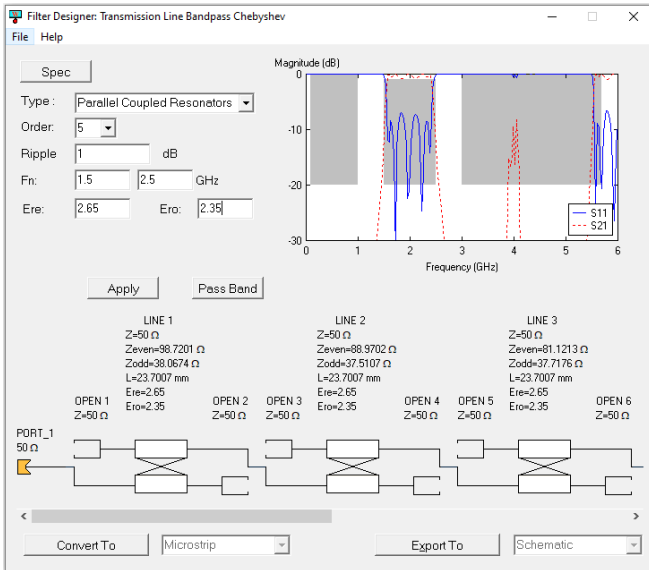 Filter Designer: Transmission Line Bandpass Chebyshev
File Help
Spec
Type : Parallel Coupled Resonators
Order: 5
Ripple 1 dB
Fn: 1.5 2.5 GHz
Ere: 2.65 Ero: 2.35
Apply Pass Band
Magnitude (dB)
0
-10
-20
-30
0 1 2 3 4 5 6
Frequency (GHz)
S11
S21
LINE 1
Z=50 Ω
Zeven=98.7201 Ω
Zodd=38.0674 Ω
L=23.7007 mm
Ere=2.65
Ero=2.35
LINE 2
Z=50 Ω
Zeven=88.9702 Ω
Zodd=37.5107 Ω
L=23.7007 mm
Ere=2.65
Ero=2.35
LINE 3
Z=50 Ω
Zeven=81.1213 Ω
Zodd=37.7176 Ω
L=23.7007 mm
Ere=2.65
Ero=2.35
OPEN 1
Z=50 Ω
OPEN 2
Z=50 Ω
OPEN 3
Z=50 Ω
OPEN 4
Z=50 Ω
OPEN 5
Z=50 Ω
OPEN 6
Z=50 Ω
PORT_1
50 Ω
Convert To Microstrip Export To Schematic